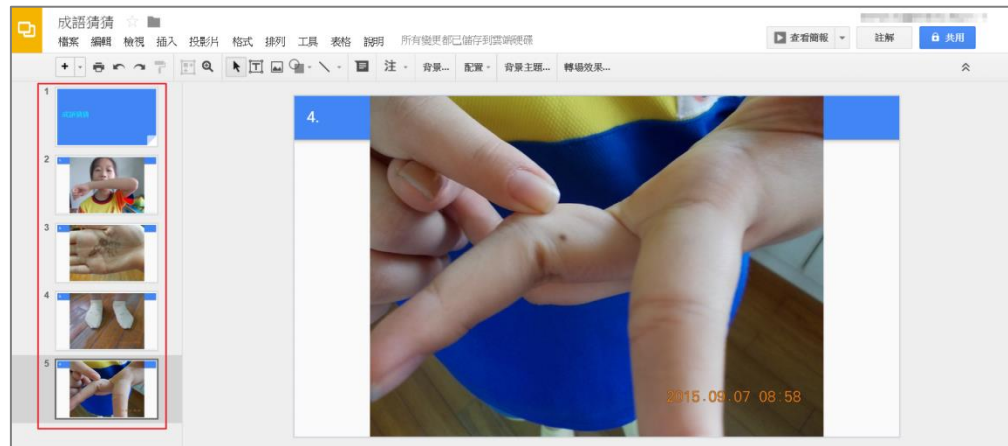 成語猜猜
檔案 編輯 檢視 插入 投影片 格式 排列 工具 表格 說明 所有變更都已儲存到雲端硬碟
查看簡報 註解 共用
注 背景... 配置 背景主題... 轉場效果...
1
成語猜猜
2
3
4
5
4.
2015.09.07 08:58